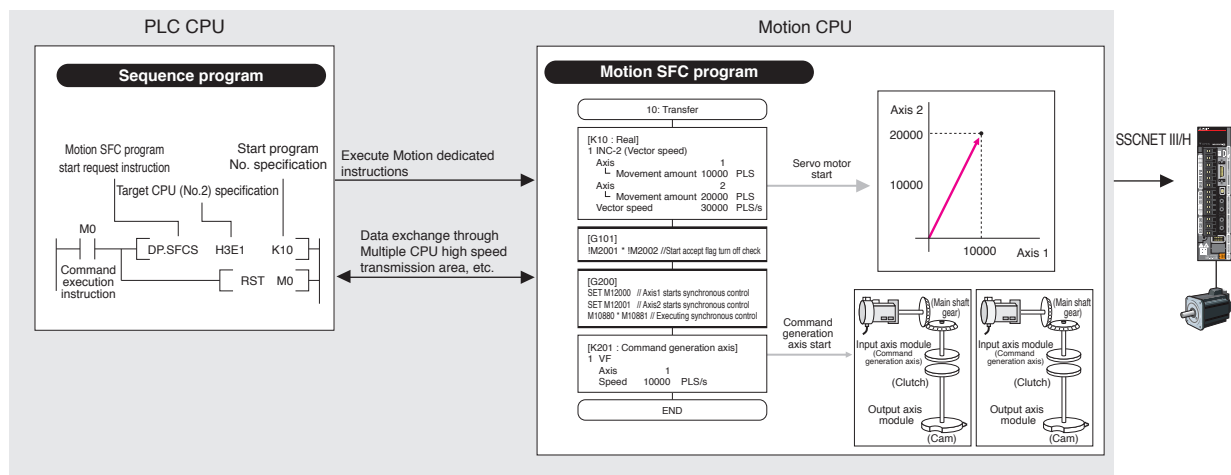 PLC CPU
Motion CPU
Sequence program
Motion SFC program
start request instruction
Start program
No. specification
Target CPU (No.2) specification
M0
DP.SFCS H3E1 K10
Command
execution
instruction
RST M0
Execute Motion dedicated
instructions
Data exchange through
Multiple CPU high speed
transmission area, etc.
Motion SFC program
10: Transfer
[K10 : Real]
1 INC-2 (Vector speed)
Axis 1
Movement amount 10000 PLS
Axis 2
Movement amount 20000 PLS
Vector speed 30000 PLS/s
[G101]
!M2001 * !M2002 //Start accept flag turn off check
[G200]
SET M12000 // Axis1 starts synchronous control
SET M12001 // Axis2 starts synchronous control
M10880 * M10881 // Executing synchronous control
[K201 : Command generation axis]
1 VF
Axis 1
Speed 10000 PLS/s
END
Servo motor
start
Command
generation
axis start
Axis 2
20000
10000
10000 Axis 1
(Main shaft
gear)
Input axis module
(Command
generation axis)
(Clutch)
Output axis
module
(Cam)
(Main shaft
gear)
Input axis module
(Command
generation axis)
(Clutch)
Output axis
module
(Cam)
SSCNET III/H